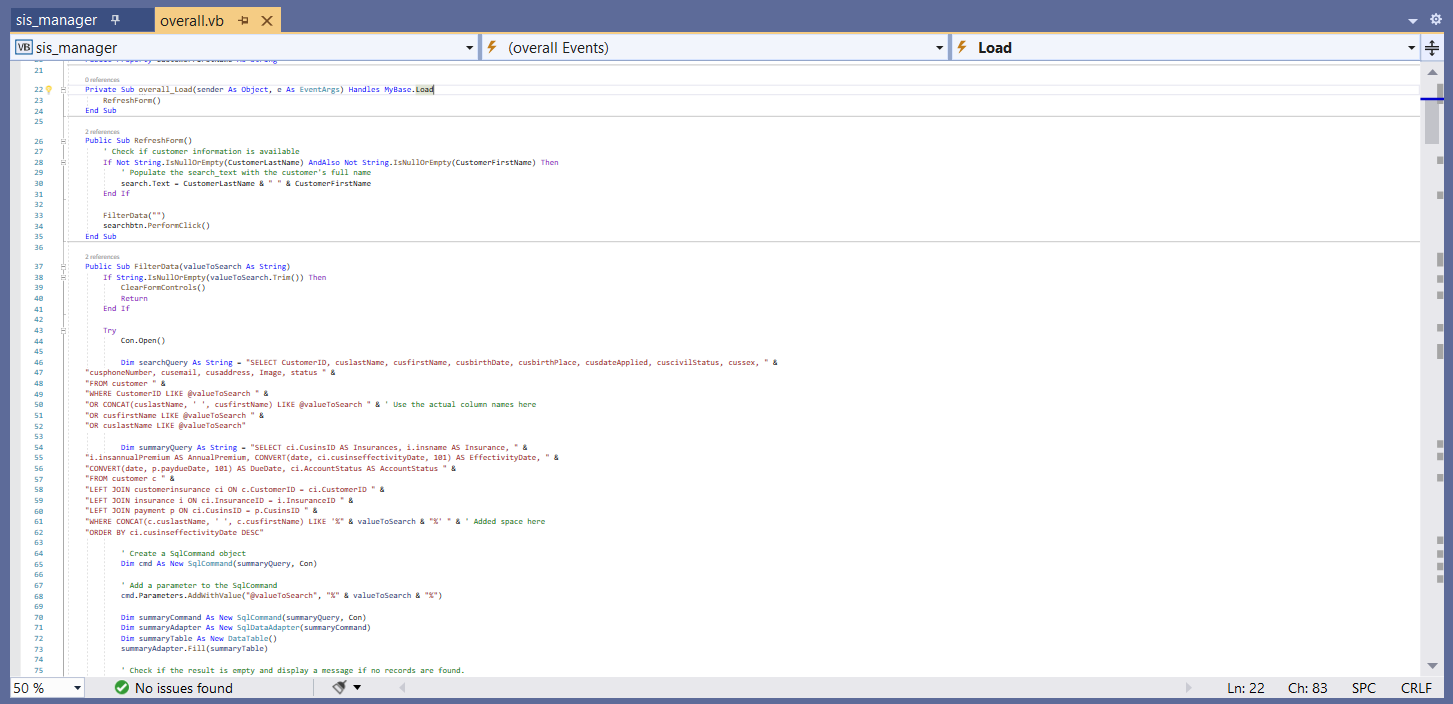 sis_manager
overall.vb
VB sis_manager
(overall Events)
Load
21
0 references
22 Private Sub overall_Load(sender As Object, e As EventArgs) Handles MyBase.Load
23 RefreshForm()
24 End Sub
25
2 references
26 Public Sub RefreshForm()
27 ' Check if customer information is available
28 If Not String.IsNullOrEmpty(CustomerLastName) AndAlso Not String.IsNullOrEmpty(CustomerFirstName) Then
29 ' Populate the search_text with the customer's full name
30 search.Text = CustomerLastName & " " & CustomerFirstName
31 End If
32
33 FilterData("")
34 searchbtn.PerformClick()
35 End Sub
36
2 references
37 Public Sub FilterData(valueToSearch As String)
38 If String.IsNullOrEmpty(valueToSearch.Trim()) Then
39 ClearFormControls()
40 Return
41 End If
42
43 Try
44 Con.Open()
45
46 Dim searchQuery As String = "SELECT CustomerID, cuslastName, cusfirstName, cusbirthDate, cusbirthPlace, cusdateApplied, cuscivilStatus, cussex, " &
47 "cusphoneNumber, cusemail, cusaddress, Image, status " &
48 "FROM customer " &
49 "WHERE CustomerID LIKE @valueToSearch " &
50 "OR CONCAT(cuslastName, ' ', cusfirstName) LIKE @valueToSearch " & ' Use the actual column names here
51 "OR cusfirstName LIKE @valueToSearch " &
52 "OR cuslastName LIKE @valueToSearch"
53
54 Dim summaryQuery As String = "SELECT ci.CusinsID AS Insurances, i.insname AS Insurance, " &
55 "i.insannualPremium AS AnnualPremium, CONVERT(date, ci.cusinseffectivityDate, 101) AS EffectivityDate, " &
56 "CONVERT(date, p.paydueDate, 101) AS DueDate, ci.AccountStatus AS AccountStatus " &
57 "FROM customer c " &
58 "LEFT JOIN customerinsurance ci ON c.CustomerID = ci.CustomerID " &
59 "LEFT JOIN insurance i ON ci.InsuranceID = i.InsuranceID " &
60 "LEFT JOIN payment p ON ci.CusinsID = p.CusinsID " &
61 "WHERE CONCAT(c.cuslastName, ' ', c.cusfirstName) LIKE '%" & valueToSearch & "%' " & ' Added space here
62 "ORDER BY ci.cusinseffectivityDate DESC"
63
64 ' Create a SqlCommand object
65 Dim cmd As New SqlCommand(summaryQuery, Con)
66
67 ' Add a parameter to the SqlCommand
68 cmd.Parameters.AddWithValue("@valueToSearch", "%" & valueToSearch & "%")
69
70 Dim summaryCommand As New SqlCommand(summaryQuery, Con)
71 Dim summaryAdapter As New SqlDataAdapter(summaryCommand)
72 Dim summaryTable As New DataTable()
73 summaryAdapter.Fill(summaryTable)
74
75 ' Check if the result is empty and display a message if no records are found.
50 %
No issues found
Ln: 22 Ch: 83 SPC CRLF